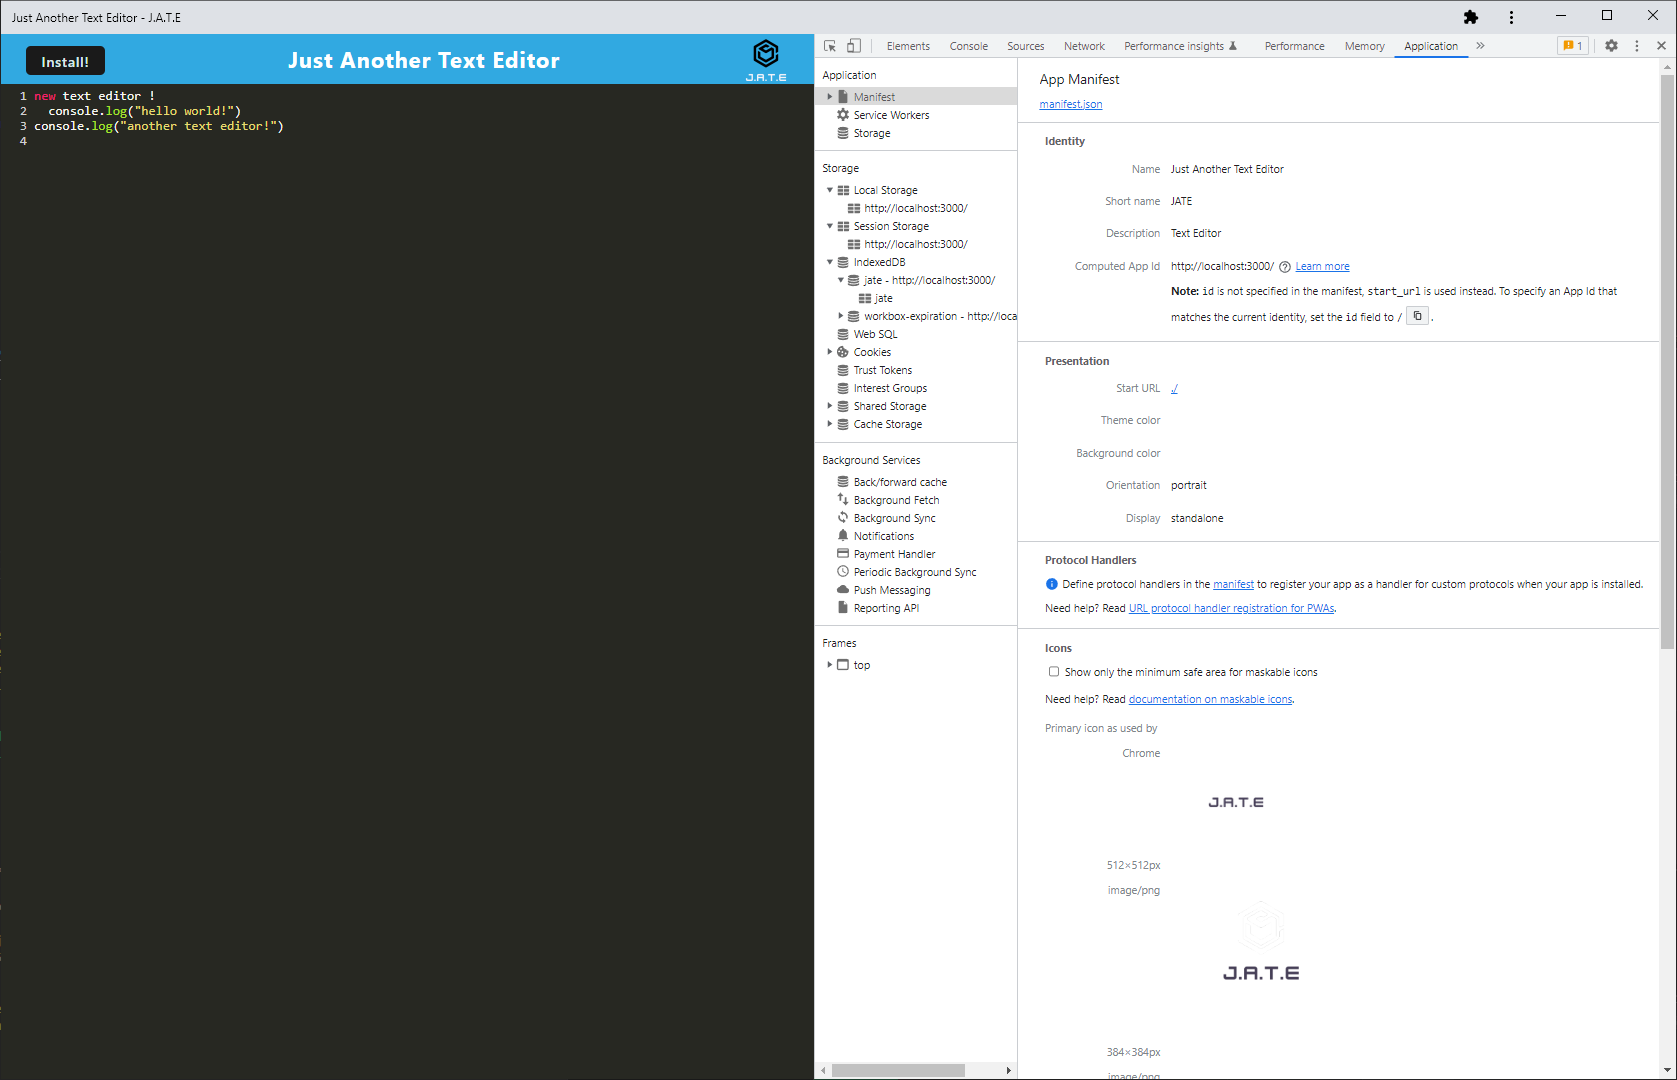 Just Another Text Editor - J.A.T.E
Install!
Just Another Text Editor
J.A.T.E
1 new text editor !
2 console.log("hello world!")
3 console.log("another text editor!")
4
Elements Console Sources Network Performance insights Performance Memory Application » 1
Application
Manifest
Service Workers
Storage
Storage
Local Storage
http://localhost:3000/
Session Storage
http://localhost:3000/
IndexedDB
jate - http://localhost:3000/
jate
workbox-expiration - http://loca
Web SQL
Cookies
Trust Tokens
Interest Groups
Shared Storage
Cache Storage
Background Services
Back/forward cache
Background Fetch
Background Sync
Notifications
Payment Handler
Periodic Background Sync
Push Messaging
Reporting API
Frames
top
App Manifest
manifest.json
Identity
Name Just Another Text Editor
Short name JATE
Description Text Editor
Computed App Id http://localhost:3000/ Learn more
Note: id is not specified in the manifest, start_url is used instead. To specify an App Id that
matches the current identity, set the id field to / .
Presentation
Start URL ./
Theme color
Background color
Orientation portrait
Display standalone
Protocol Handlers
Define protocol handlers in the manifest to register your app as a handler for custom protocols when your app is installed.
Need help? Read URL protocol handler registration for PWAs.
Icons
Show only the minimum safe area for maskable icons
Need help? Read documentation on maskable icons.
Primary icon as used by
Chrome
J.A.T.E
512×512px
image/png
J.A.T.E
384×384px
image/png